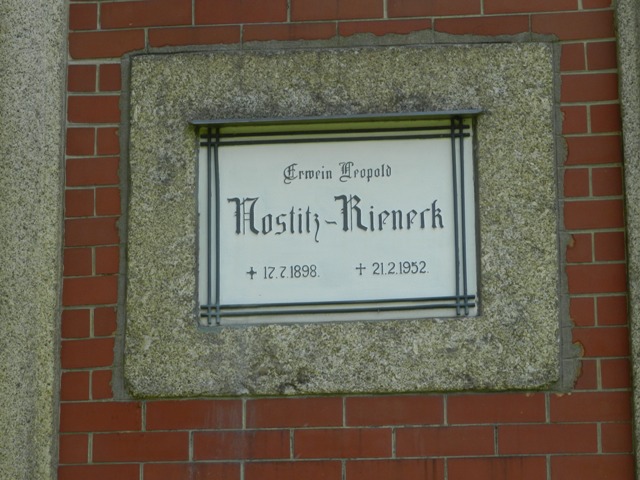 Erwein Leopold
Nostitz-Rieneck
+ 17.7.1898. + 21.2.1952.